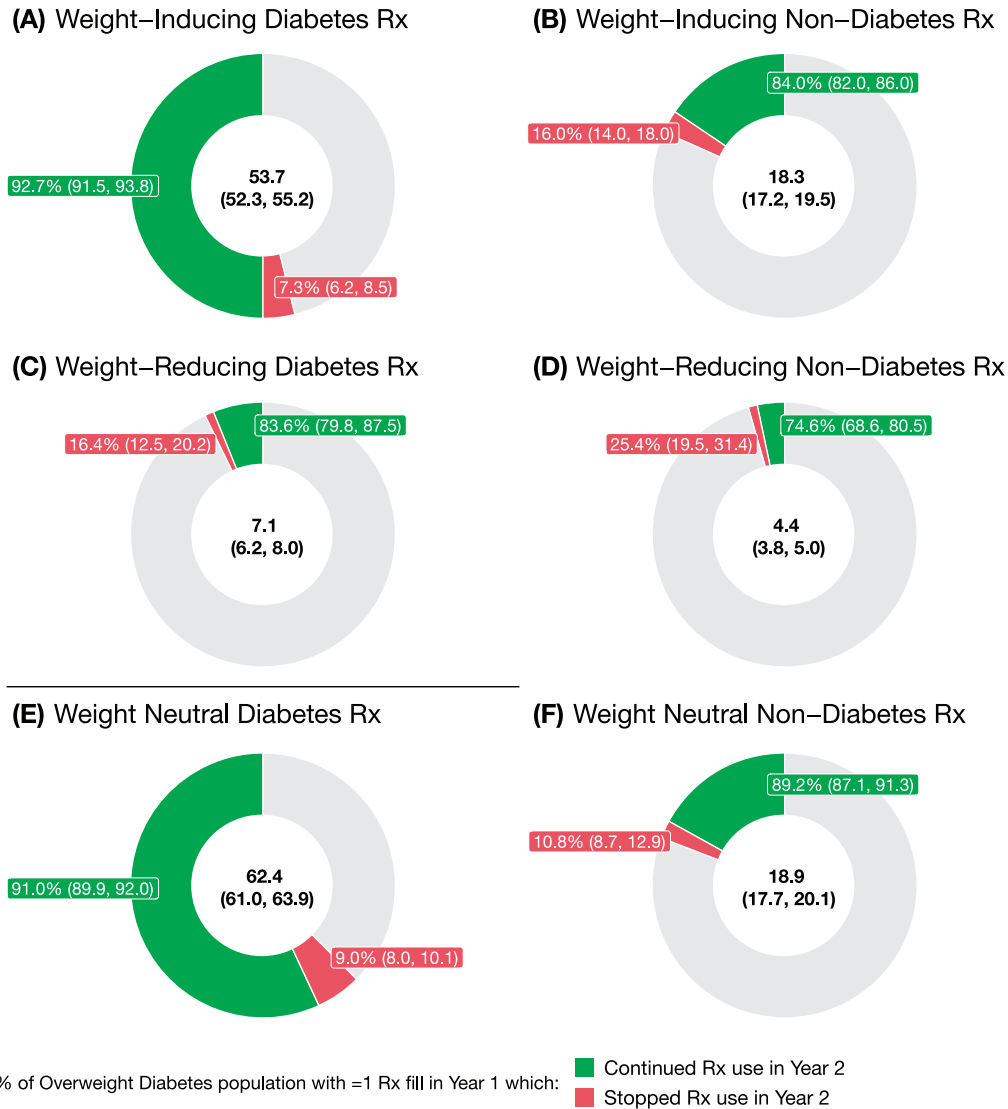 (A) Weight–Inducing Diabetes Rx
92.7% (91.5, 93.8)
53.7
(52.3, 55.2)
7.3% (6.2, 8.5)
(B) Weight–Inducing Non–Diabetes Rx
84.0% (82.0, 86.0)
16.0% (14.0, 18.0)
18.3
(17.2, 19.5)
(C) Weight–Reducing Diabetes Rx
83.6% (79.8, 87.5)
16.4% (12.5, 20.2)
7.1
(6.2, 8.0)
(D) Weight–Reducing Non–Diabetes Rx
74.6% (68.6, 80.5)
25.4% (19.5, 31.4)
4.4
(3.8, 5.0)
(E) Weight Neutral Diabetes Rx
91.0% (89.9, 92.0)
62.4
(61.0, 63.9)
9.0% (8.0, 10.1)
(F) Weight Neutral Non–Diabetes Rx
89.2% (87.1, 91.3)
10.8% (8.7, 12.9)
18.9
(17.7, 20.1)
% of Overweight Diabetes population with =1 Rx fill in Year 1 which:
Continued Rx use in Year 2
Stopped Rx use in Year 2